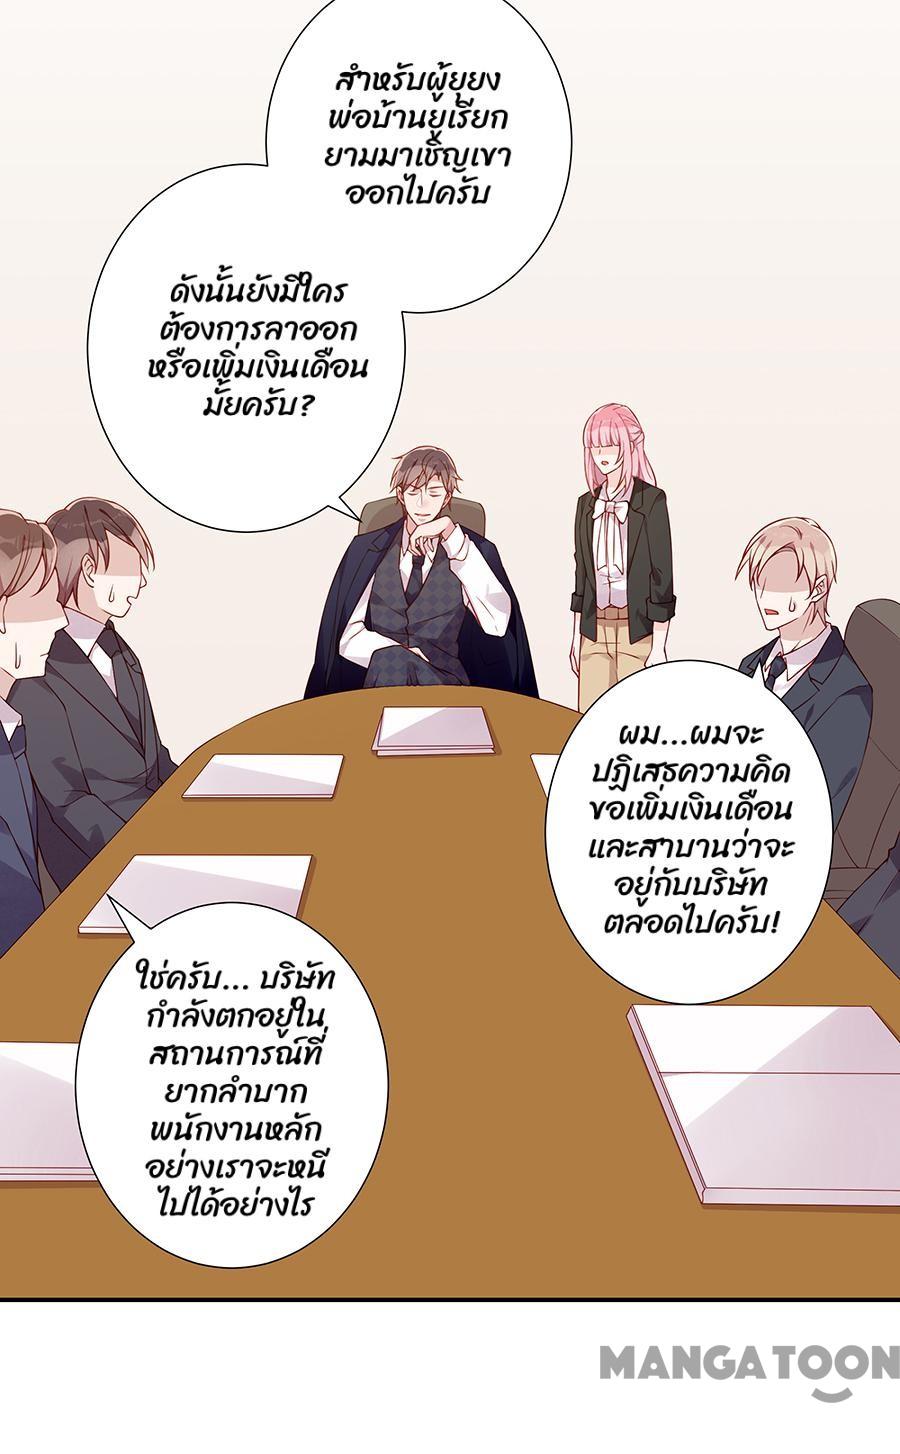 สำหรับผู้ยุยง
พ่อบ้านยูเรียก
ยามมาเชิญเขา
ออกไปครับ
ดังนั้นยังมีใคร
ต้องการลาออก
หรือเพิ่มเงินเดือน
มั้ยครับ?
ผม...ผมจะ
ปฏิเสธความคิด
ขอเพิ่มเงินเดือน
และสาบานว่าจะ
อยู่กับบริษัท
ตลอดไปครับ!
ใช่ครับ... บริษัท
กำลังตกอยู่ใน
สถานการณ์ที่
ยากลำบาก
พนักงานหลัก
อย่างเราจะหนี
ไปได้อย่างไร
MANGATOON